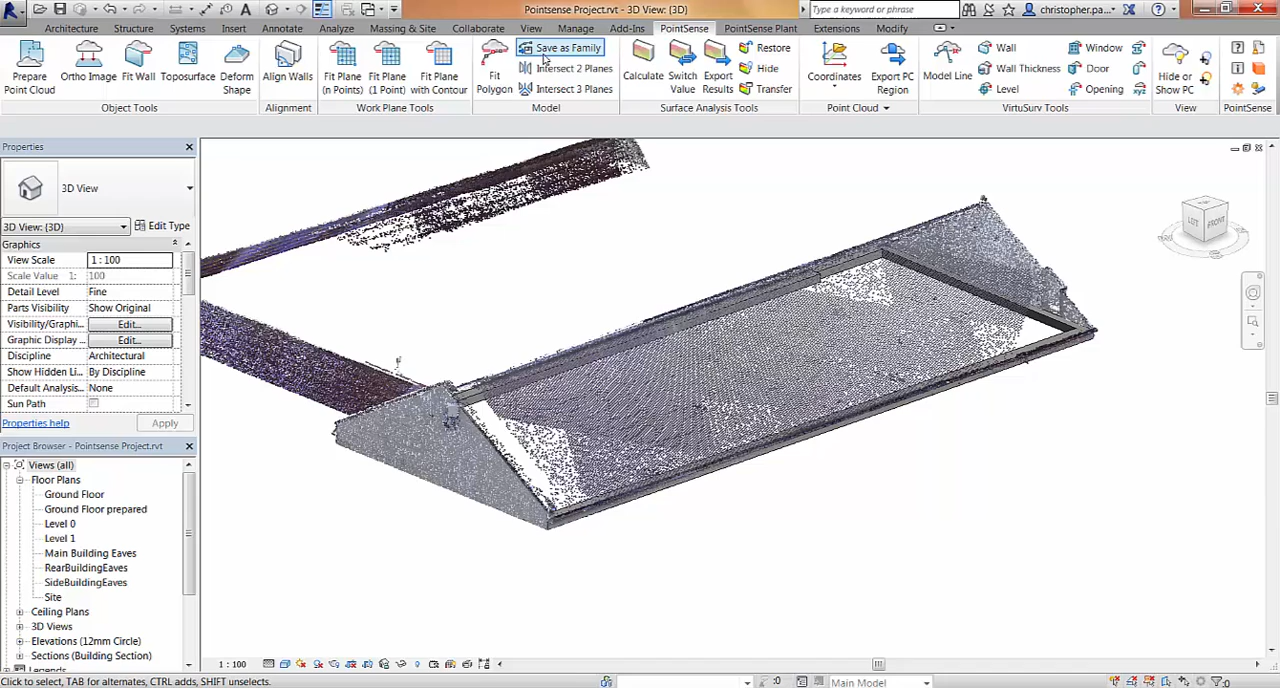 Pointsense Project.rvt - 3D View: {3D}
Type a keyword or phrase
christopher.pa...
Architecture Structure Systems Insert Annotate Analyze Massing & Site Collaborate View Manage Add-Ins PointSense PointSense Plant Extensions Modify
Prepare Point Cloud
Ortho Image
Fit Wall
Toposurface
Deform Shape
Object Tools
Align Walls
Alignment
Fit Plane (n Points)
Fit Plane (1 Point)
Fit Plane with Contour
Work Plane Tools
Fit Polygon
Save as Family
Intersect 2 Planes
Intersect 3 Planes
Model
Calculate
Switch Value
Export Results
Restore
Hide
Transfer
Surface Analysis Tools
Coordinates
Export PC Region
Point Cloud
Model Line
Wall
Wall Thickness
Level
Window
Door
Opening
VirtuSurv Tools
Hide or Show PC
View
PointSense
Properties
3D View
3D View: {3D}
Edit Type
Graphics
View Scale 1 : 100
Scale Value 1: 100
Detail Level Fine
Parts Visibility Show Original
Visibility/Graphi... Edit...
Graphic Display ... Edit...
Discipline Architectural
Show Hidden Li... By Discipline
Default Analysis... None
Sun Path
Properties help
Apply
Project Browser - Pointsense Project.rvt
Views (all)
Floor Plans
Ground Floor
Ground Floor prepared
Level 0
Level 1
Main Building Eaves
RearBuildingEaves
SideBuildingEaves
Site
Ceiling Plans
3D Views
Elevations (12mm Circle)
Sections (Building Section)
Legends
FRONT
1 : 100
Click to select, TAB for alternates, CTRL adds, SHIFT unselects.
:0
Main Model
:0